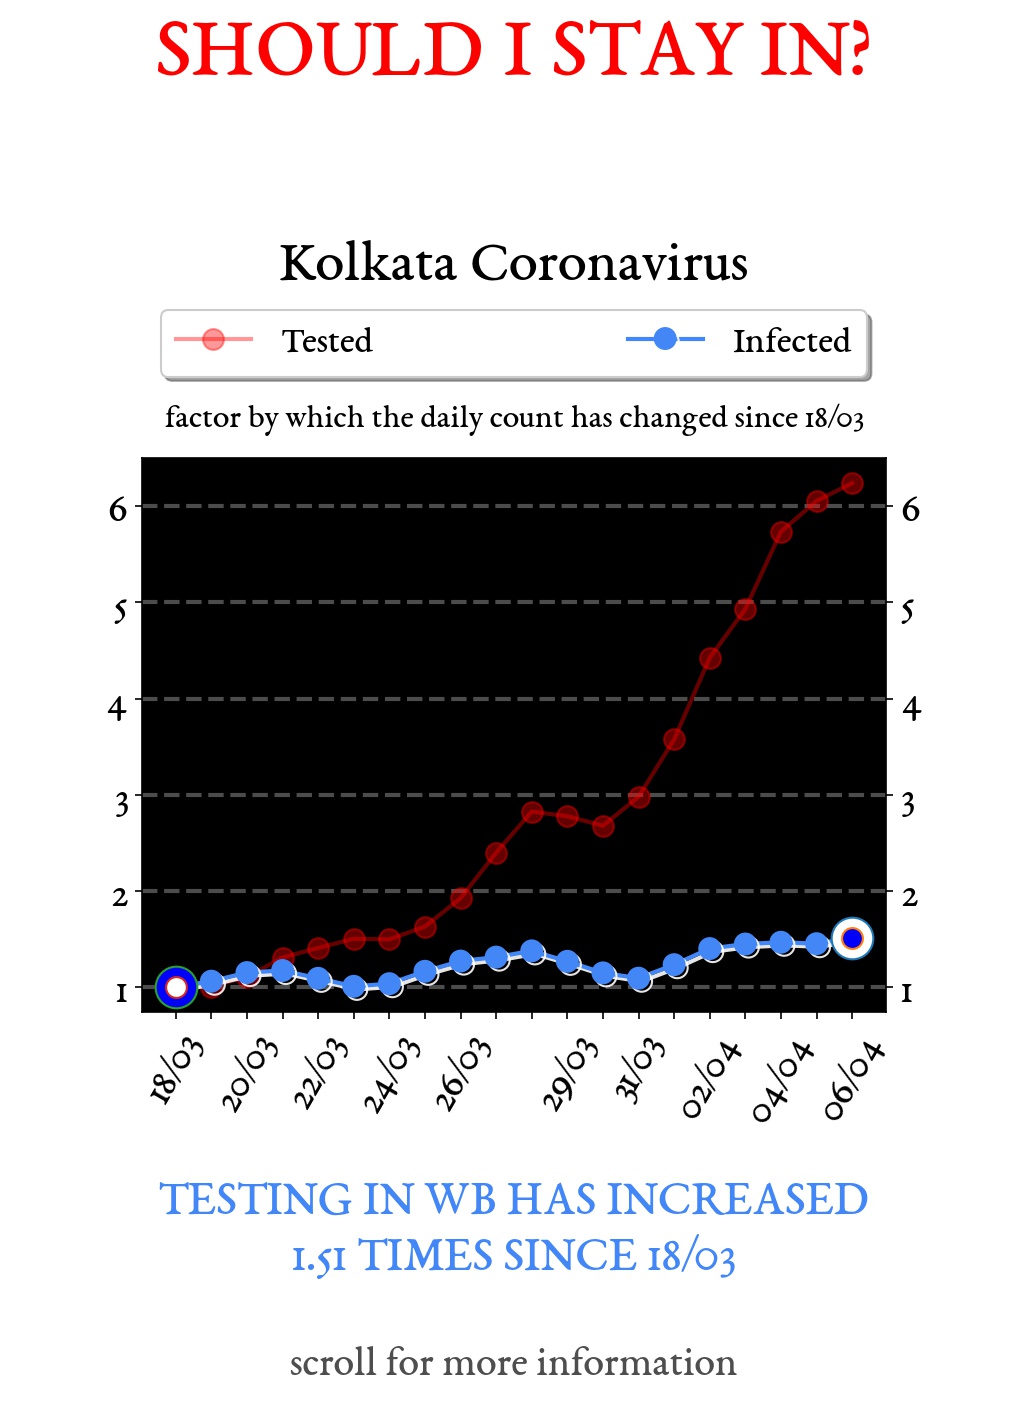 SHOULD I STAY IN?
Kolkata Coronavirus
Tested Infected
factor by which the daily count has changed since 18/03
6 6
5 5
4 4
3 3
2 2
1 1
18/03 20/03 22/03 24/03 26/03 29/03 31/03 02/04 04/04 06/04
TESTING IN WB HAS INCREASED
1.51 TIMES SINCE 18/03
scroll for more information